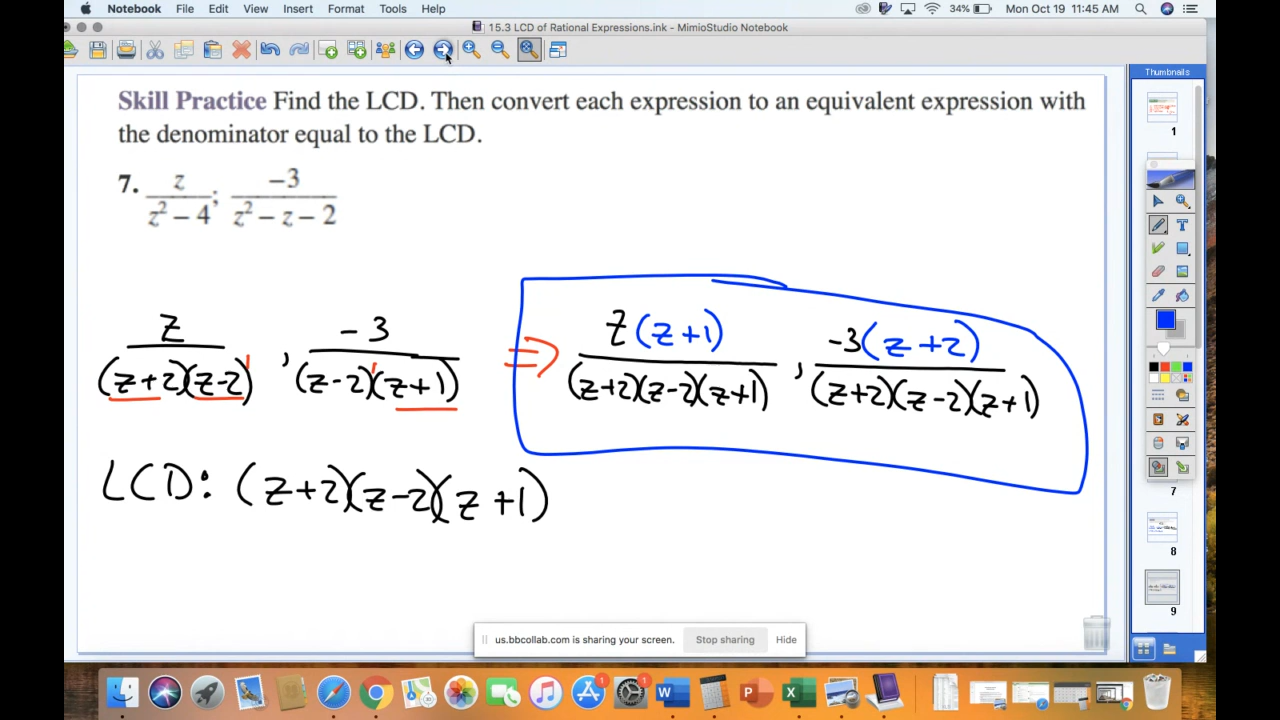 Notebook File Edit View Insert Format Tools Help 34% Mon Oct 19 11:45 AM
15.3 LCD of Rational Expressions.ink - MimioStudio Notebook
Skill Practice Find the LCD. Then convert each expression to an equivalent expression with
the denominator equal to the LCD.
7. z/(z² − 4); −3/(z² − z − 2)
z/((z+2)(z-2)), -3/((z-2)(z+1)) ⇒ z(z+1)/((z+2)(z-2)(z+1)), -3(z+2)/((z+2)(z-2)(z+1))
LCD: (z+2)(z-2)(z+1)
Thumbnails
1
7
8
9
us.bbcollab.com is sharing your screen. Stop sharing Hide